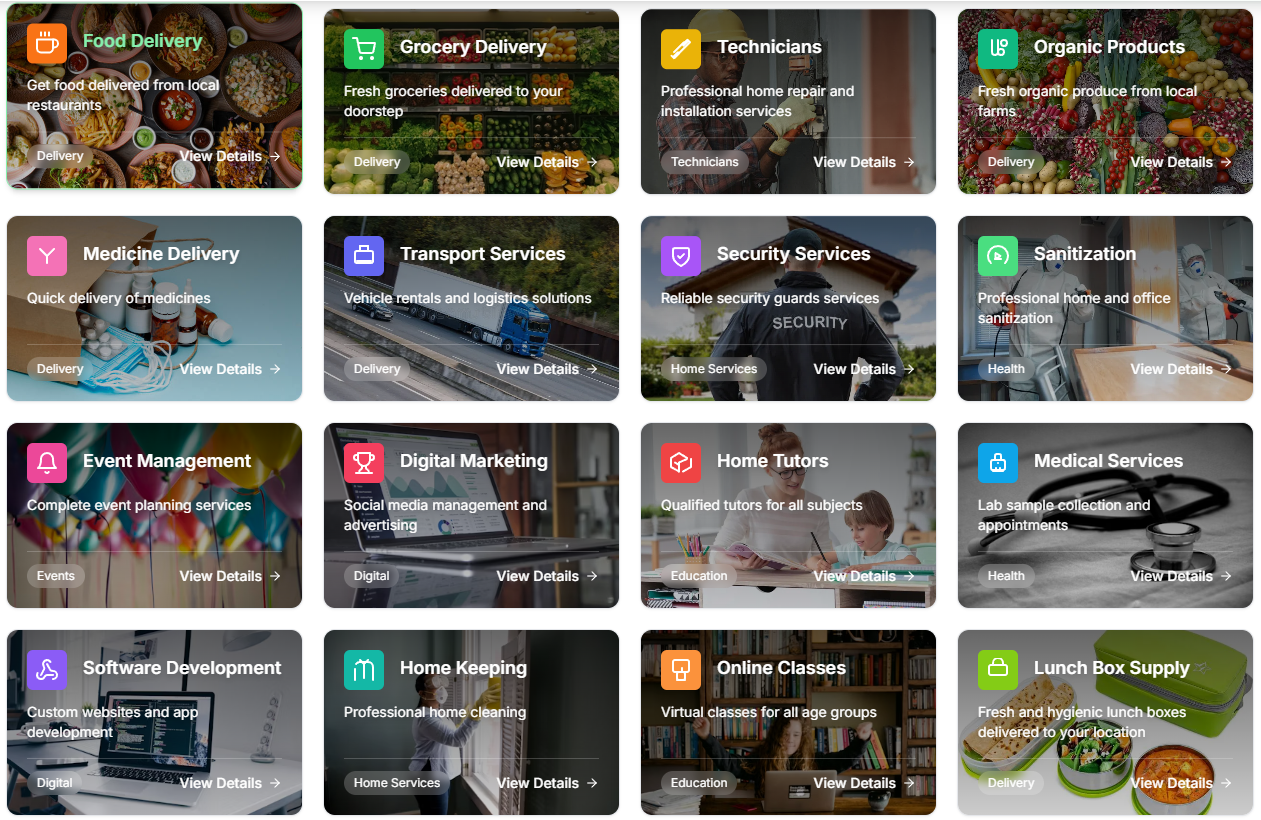 Food Delivery
Get food delivered from local
restaurants
Delivery
View Details →
Grocery Delivery
Fresh groceries delivered to your
doorstep
Delivery
View Details →
Technicians
Professional home repair and
installation services
Technicians
View Details →
Organic Products
Fresh organic produce from local
farms
Delivery
View Details →
Medicine Delivery
Quick delivery of medicines
Delivery
View Details →
Transport Services
Vehicle rentals and logistics solutions
Delivery
View Details →
Security Services
Reliable security guards services
SECURITY
Home Services
View Details →
Sanitization
Professional home and office
sanitization
Health
View Details →
Event Management
Complete event planning services
Events
View Details →
Digital Marketing
Social media management and
advertising
Digital
View Details →
Home Tutors
Qualified tutors for all subjects
Education
View Details →
Medical Services
Lab sample collection and
appointments
Health
View Details →
Software Development
Custom websites and app
development
Digital
View Details →
Home Keeping
Professional home cleaning
Home Services
View Details →
Online Classes
Virtual classes for all age groups
Education
View Details →
Lunch Box Supply
Fresh and hygienic lunch boxes
delivered to your location
Delivery
View Details →